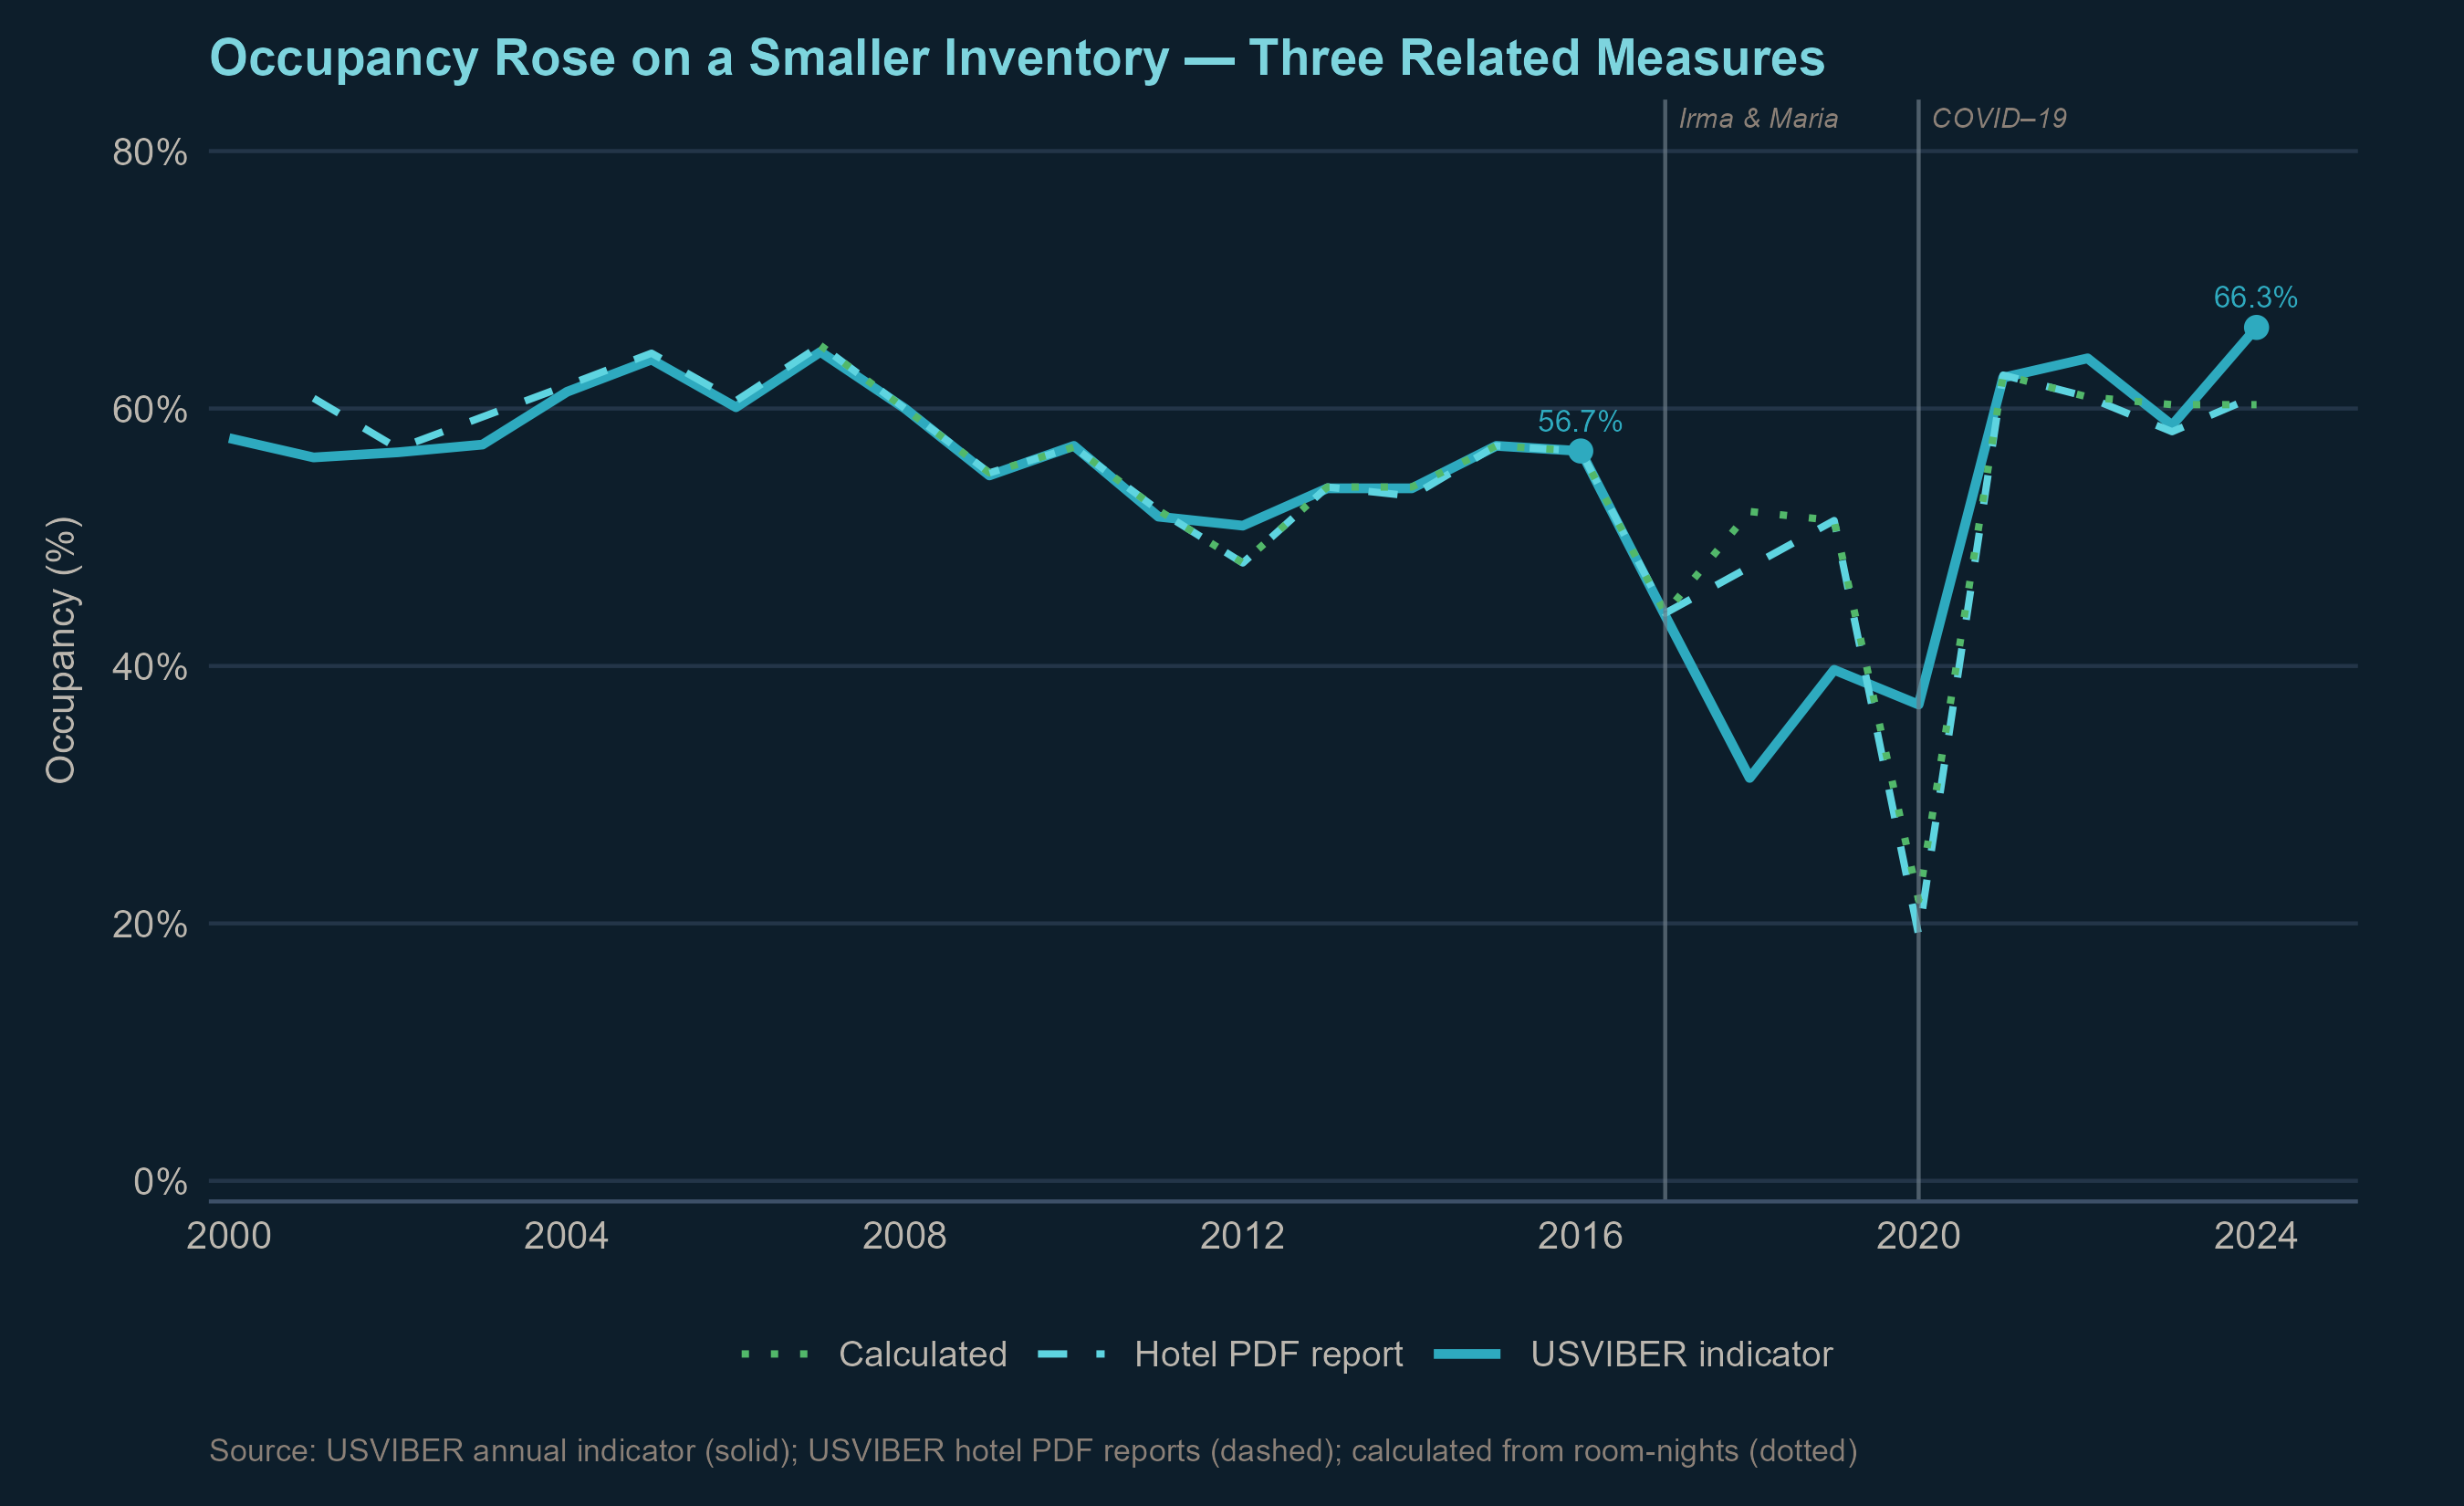 Occupancy Rose on a Smaller Inventory — Three Related Measures
Irma & Maria
COVID–19
80%
60%
40%
20%
0%
Occupancy (%)
56.7%
66.3%
2000
2004
2008
2012
2016
2020
2024
Calculated
Hotel PDF report
USVIBER indicator
Source: USVIBER annual indicator (solid); USVIBER hotel PDF reports (dashed); calculated from room-nights (dotted)